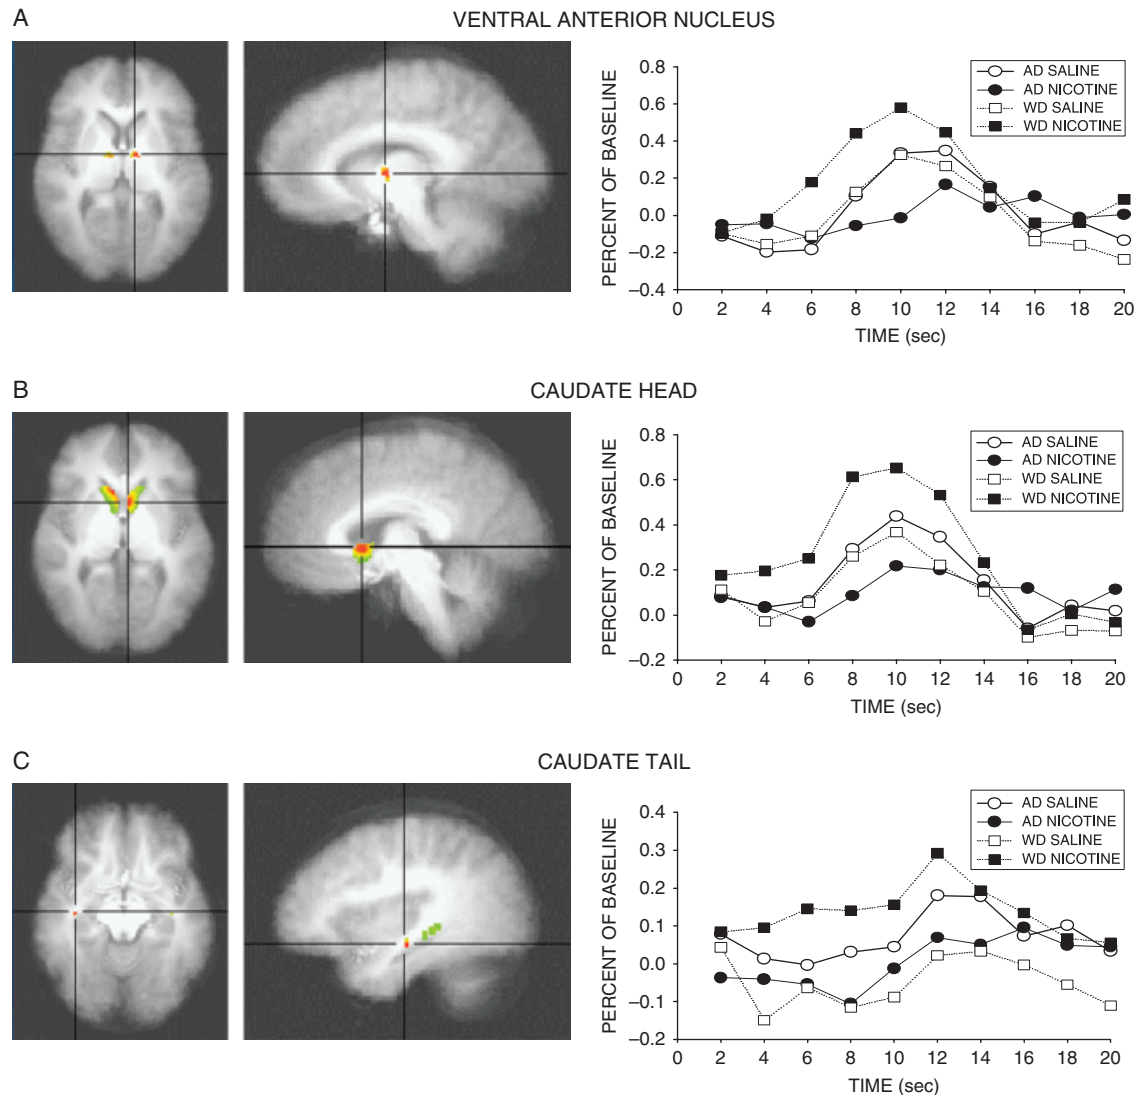 A
VENTRAL ANTERIOR NUCLEUS
PERCENT OF BASELINE
0.8
0.6
0.4
0.2
0.0
–0.2
–0.4
AD SALINE
AD NICOTINE
WD SALINE
WD NICOTINE
0 2 4 6 8 10 12 14 16 18 20
TIME (sec)
B
CAUDATE HEAD
PERCENT OF BASELINE
0.8
0.6
0.4
0.2
0.0
–0.2
AD SALINE
AD NICOTINE
WD SALINE
WD NICOTINE
0 2 4 6 8 10 12 14 16 18 20
TIME (sec)
C
CAUDATE TAIL
PERCENT OF BASELINE
0.4
0.3
0.2
0.1
0.0
–0.1
–0.2
AD SALINE
AD NICOTINE
WD SALINE
WD NICOTINE
0 2 4 6 8 10 12 14 16 18 20
TIME (sec)